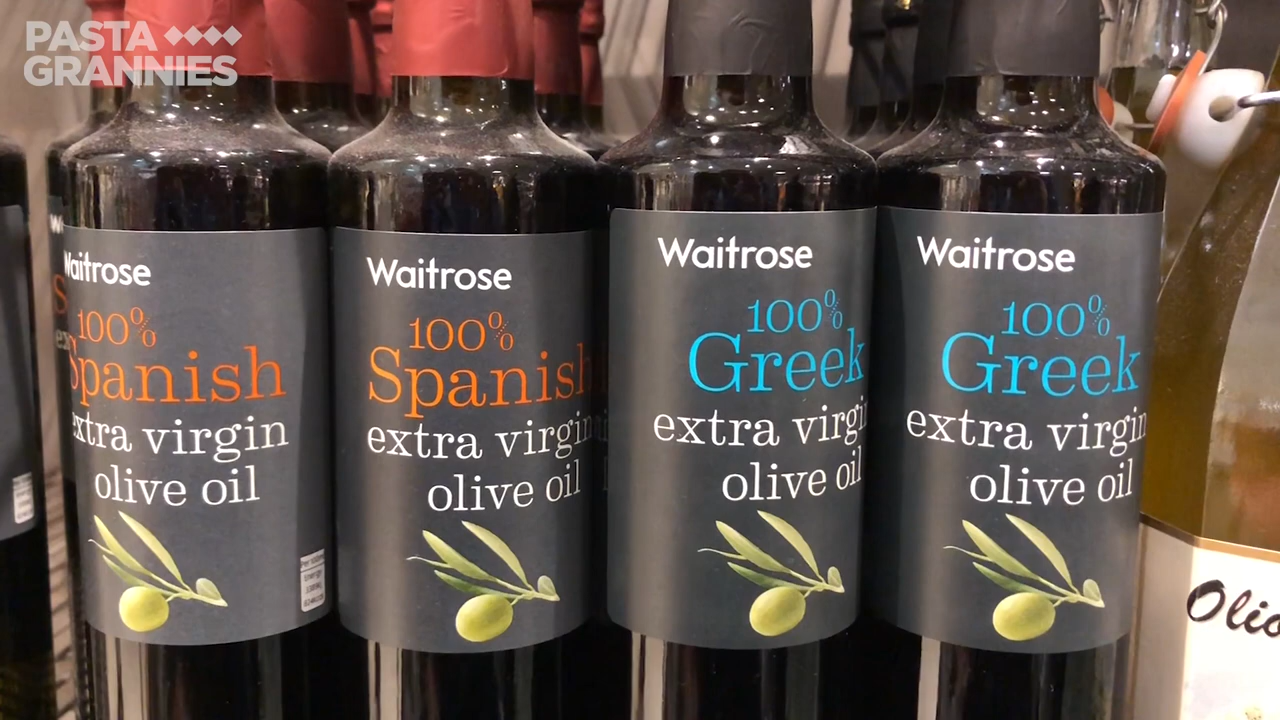 PASTA
GRANNIES
Waitrose
100%
Spanish
extra virgin
olive oil
Waitrose
100%
Spanish
extra virgin
olive oil
Waitrose
100%
Greek
extra virgin
olive oil
Waitrose
100%
Greek
extra virgin
olive oil
Olio